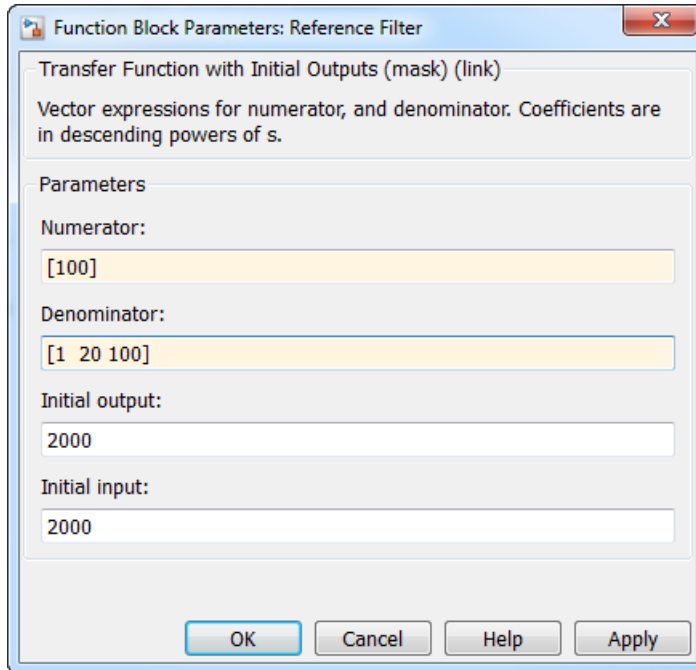 Function Block Parameters: Reference Filter
Transfer Function with Initial Outputs (mask) (link)
Vector expressions for numerator, and denominator. Coefficients are
in descending powers of s.
Parameters
Numerator:
[100]
Denominator:
[1  20 100]
Initial output:
2000
Initial input:
2000
OK Cancel Help Apply